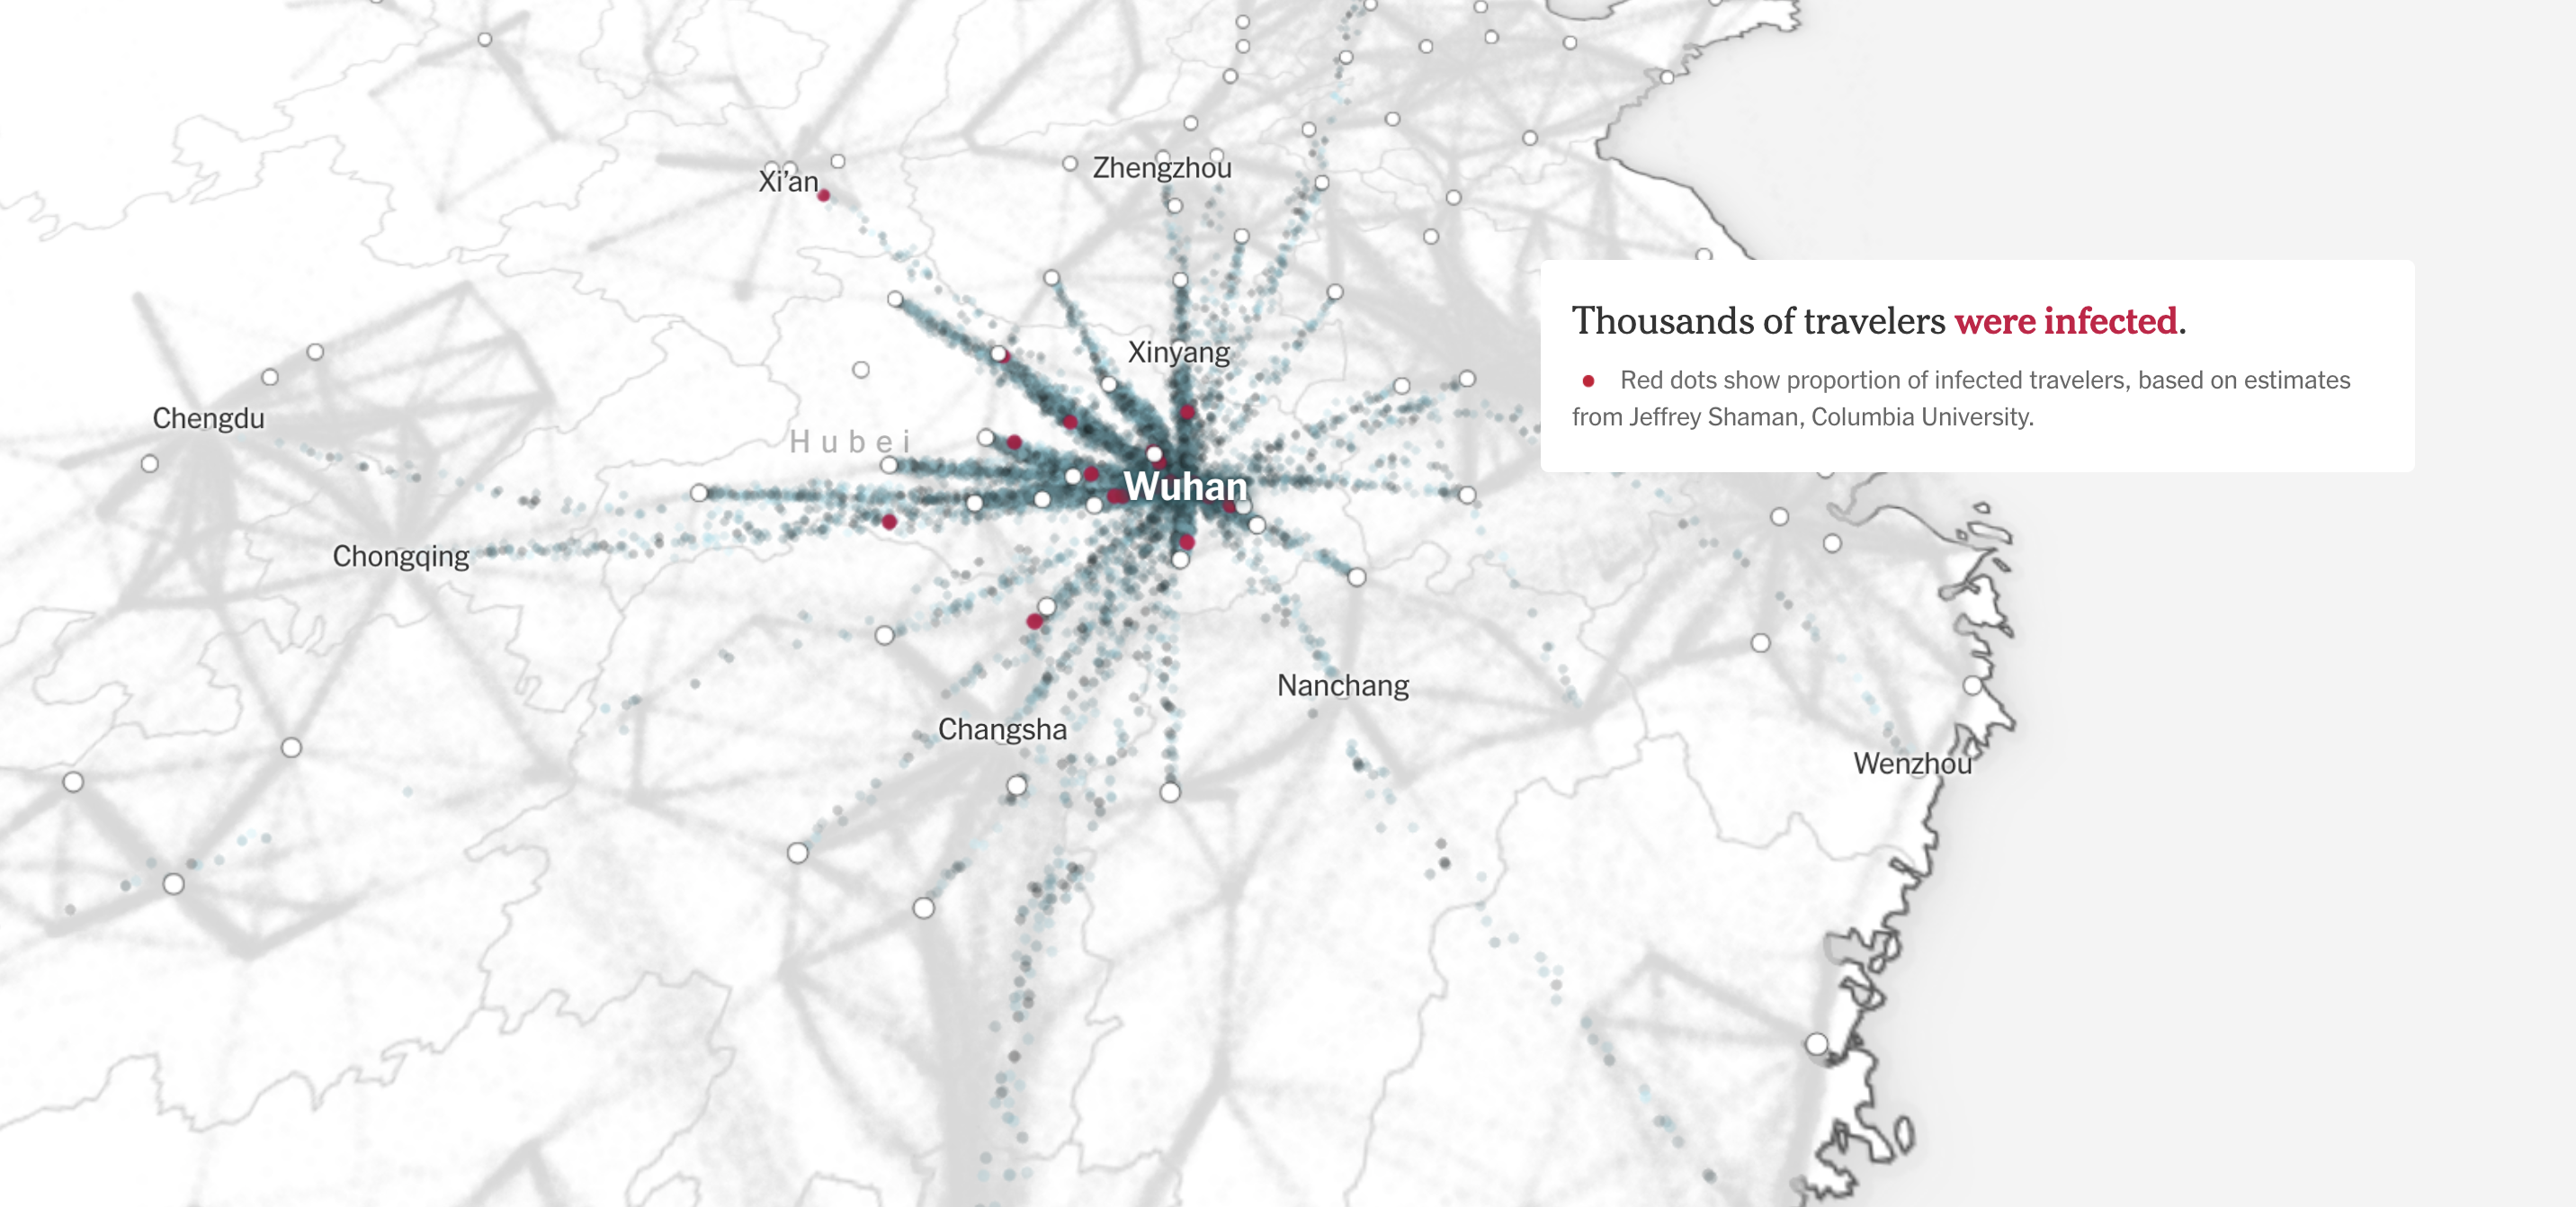 Xi’an
Zhengzhou
Thousands of travelers were infected.
Xinyang
Red dots show proportion of infected travelers, based on estimates
from Jeffrey Shaman, Columbia University.
Chengdu
Hubei
Wuhan
Chongqing
Nanchang
Changsha
Wenzhou